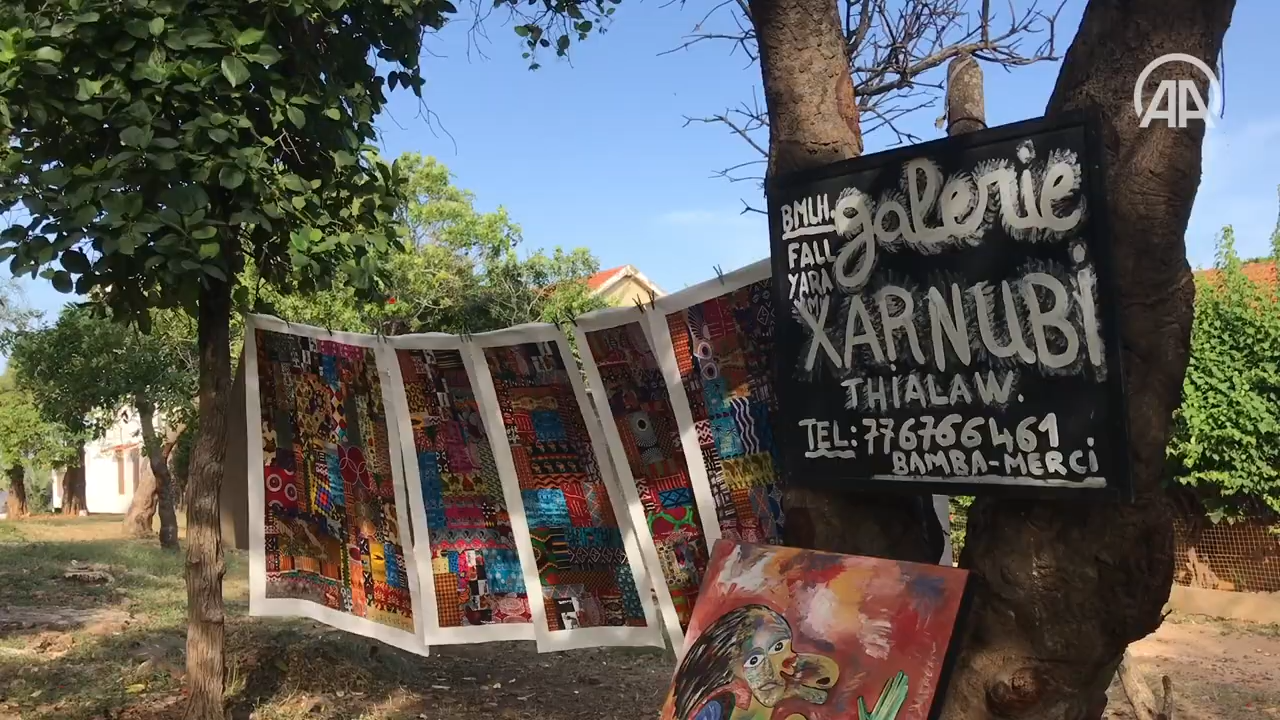 AA
BMLH.
FALL
YARA
galerie
XARNUBi
THiALAW.
TEL: 776766461
BAMBA-MERCi